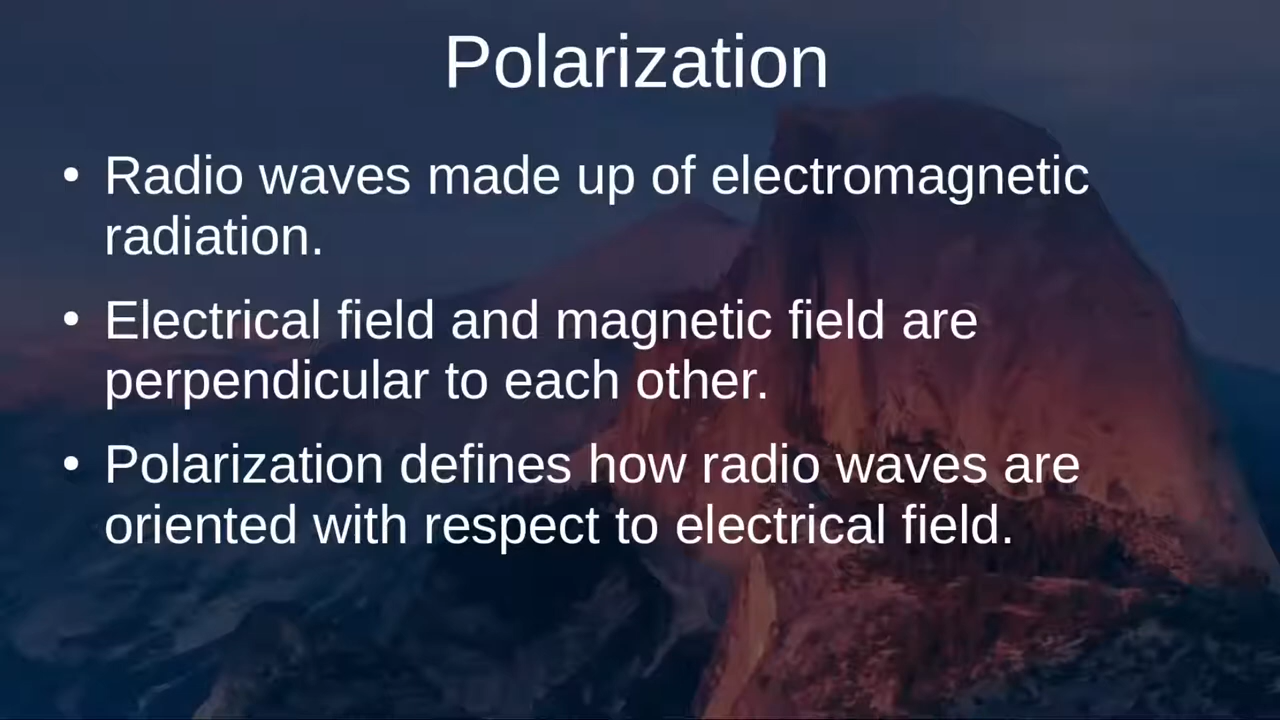 Polarization
• Radio waves made up of electromagnetic
radiation.
• Electrical field and magnetic field are
perpendicular to each other.
• Polarization defines how radio waves are
oriented with respect to electrical field.